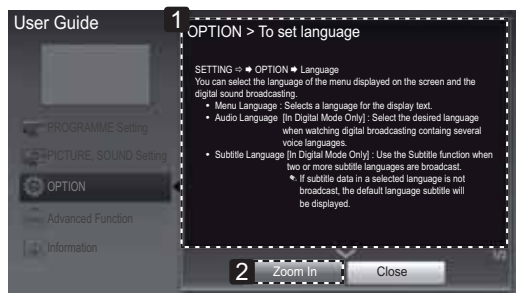 User Guide
1
OPTION > To set language
SETTING ⇨ ➡ OPTION ➡ Language
You can select the language of the menu displayed on the screen and the
digital sound broadcasting.
• Menu Language : Selects a language for the display text.
• Audio Language [In Digital Mode Only] : Select the desired language
when watching digital broadcasting containg several
voice languages.
• Subtitle Language [In Digital Mode Only] : Use the Subtitle function when
two or more subtitle languages are broadcast.
If subtitle data in a selected language is not
broadcast, the default language subtitle will
be displayed.
PROGRAMME Setting
PICTURE, SOUND Setting
OPTION
Advanced Function
Information
2
Zoom In
Close